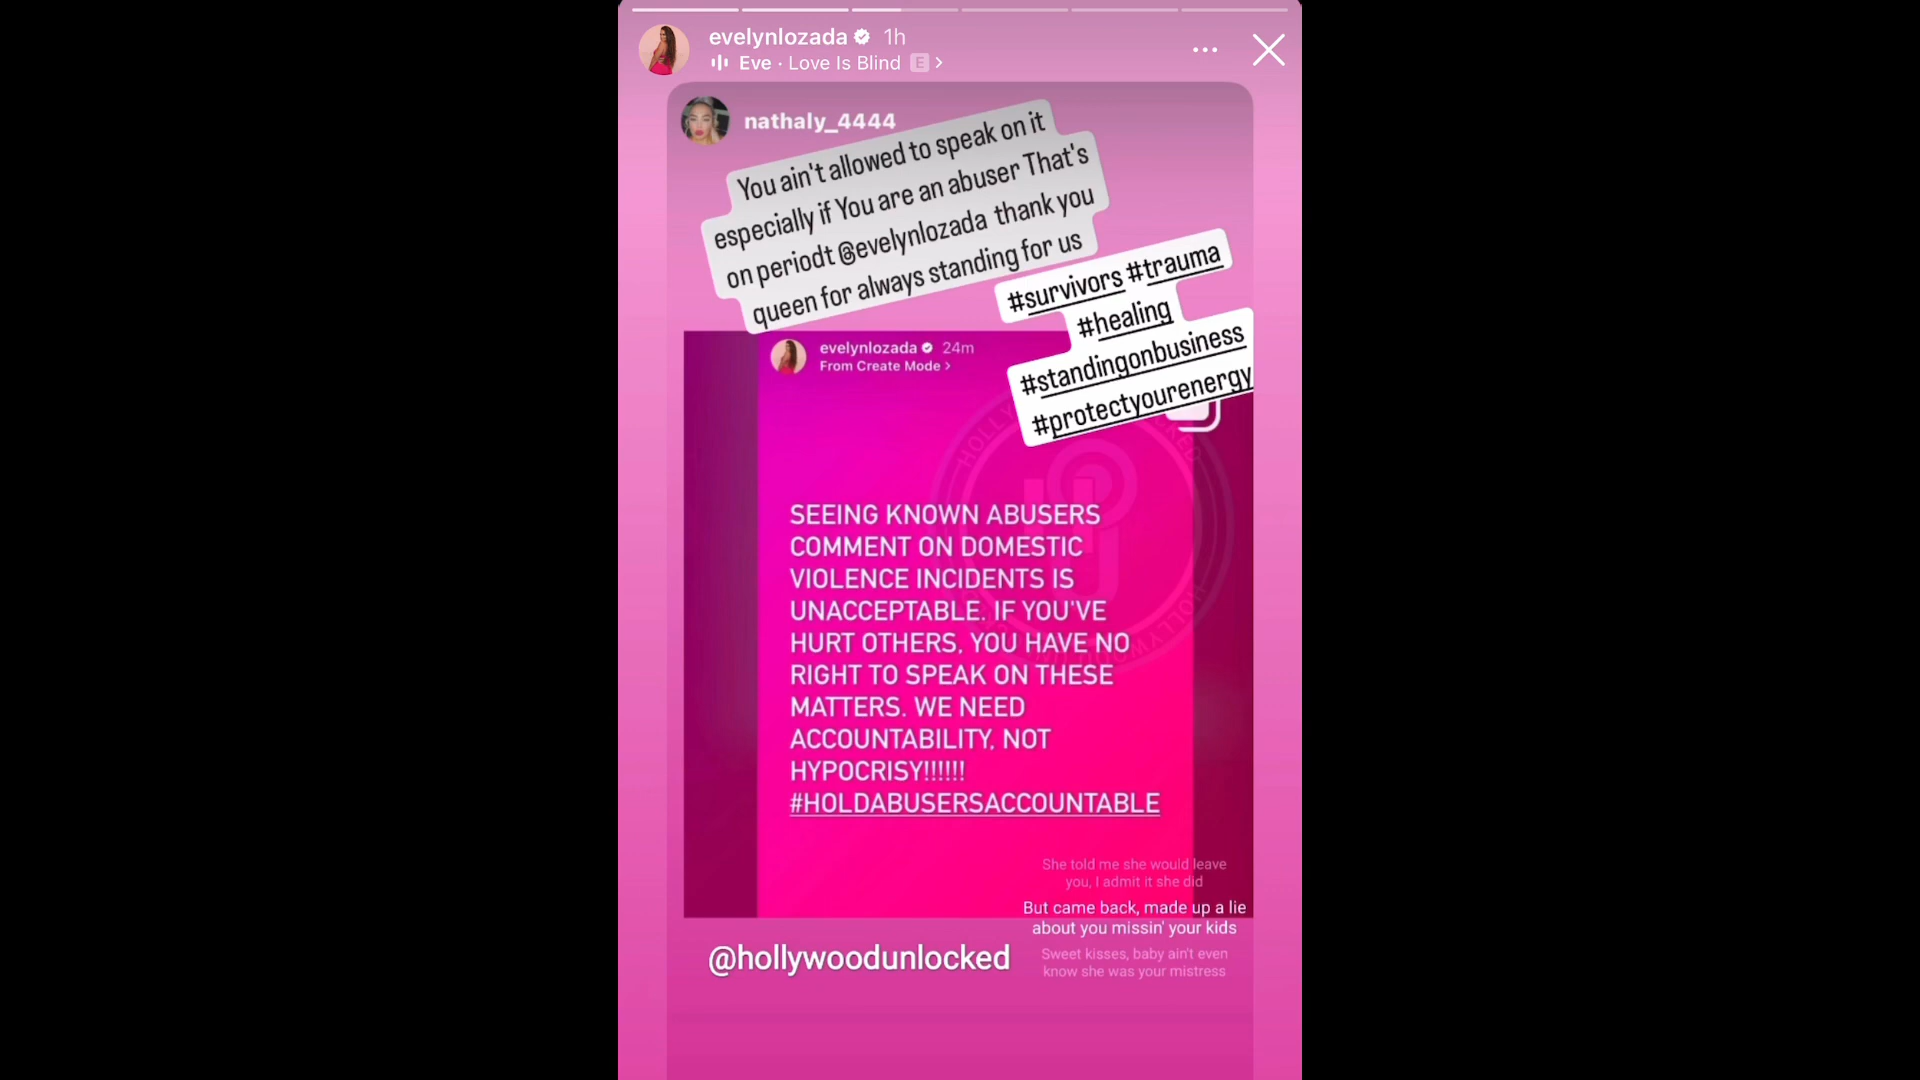 evelynlozada 1h
Eve · Love Is Blind E >
nathaly_4444
You ain't allowed to speak on it
especially if You are an abuser That's
on periodt @evelynlozada thank you
queen for always standing for us
#survivors #trauma
#healing
#standingonbusiness
#protectyourenergy
evelynlozada 24m
From Create Mode >
SEEING KNOWN ABUSERS
COMMENT ON DOMESTIC
VIOLENCE INCIDENTS IS
UNACCEPTABLE. IF YOU'VE
HURT OTHERS, YOU HAVE NO
RIGHT TO SPEAK ON THESE
MATTERS. WE NEED
ACCOUNTABILITY, NOT
HYPOCRISY!!!!!!
#HOLDABUSERSACCOUNTABLE
She told me she would leave
you, I admit it she did
But came back, made up a lie
about you missin' your kids
Sweet kisses, baby ain't even
know she was your mistress
@hollywoodunlocked